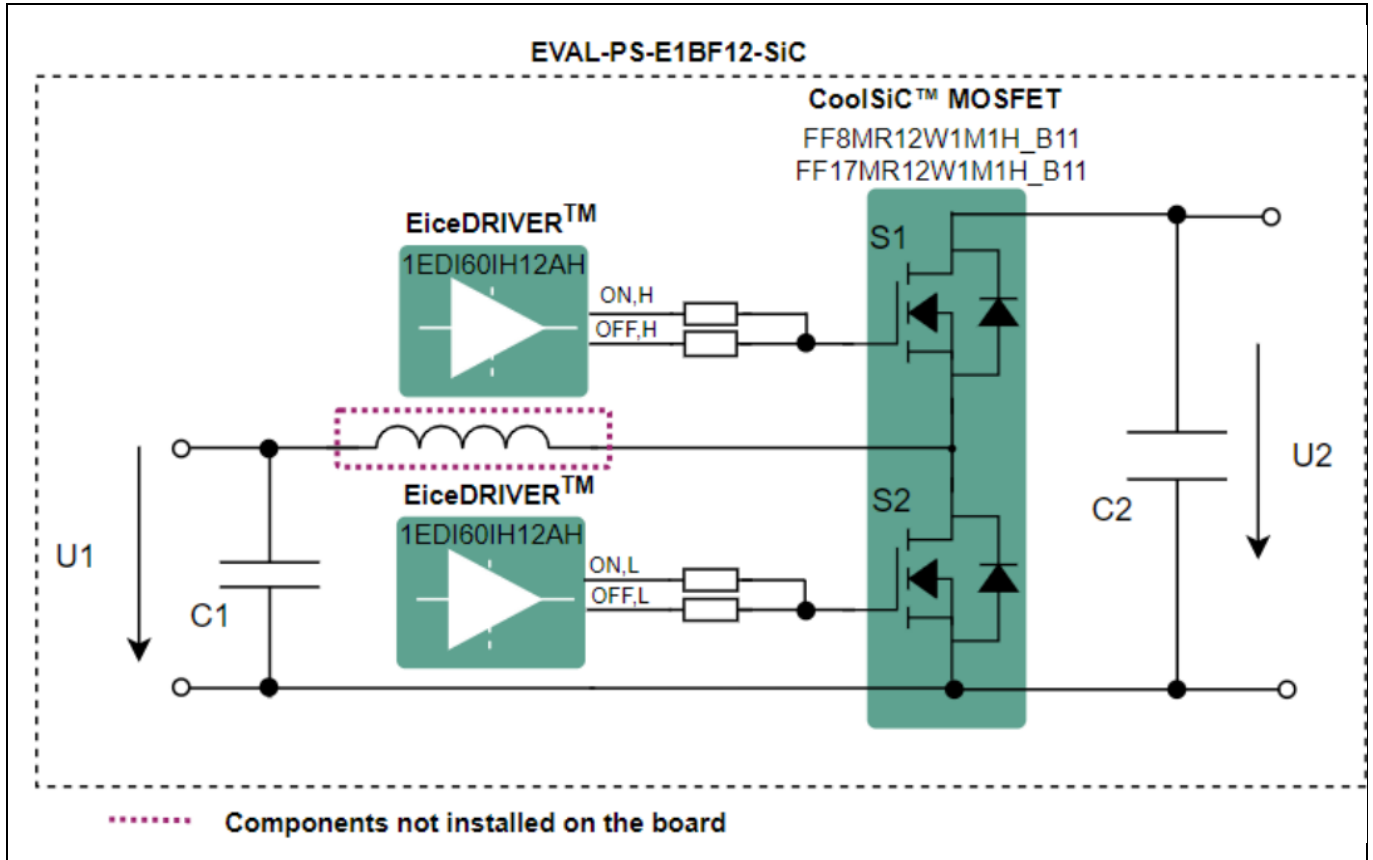 EVAL-PS-E1BF12-SiC
CoolSiC™ MOSFET
FF8MR12W1M1H_B11
FF17MR12W1M1H_B11
EiceDRIVER™
1EDI60IH12AH
ON,H
OFF,H
S1
EiceDRIVER™
1EDI60IH12AH
ON,L
OFF,L
S2
U1
C1
C2
U2
Components not installed on the board